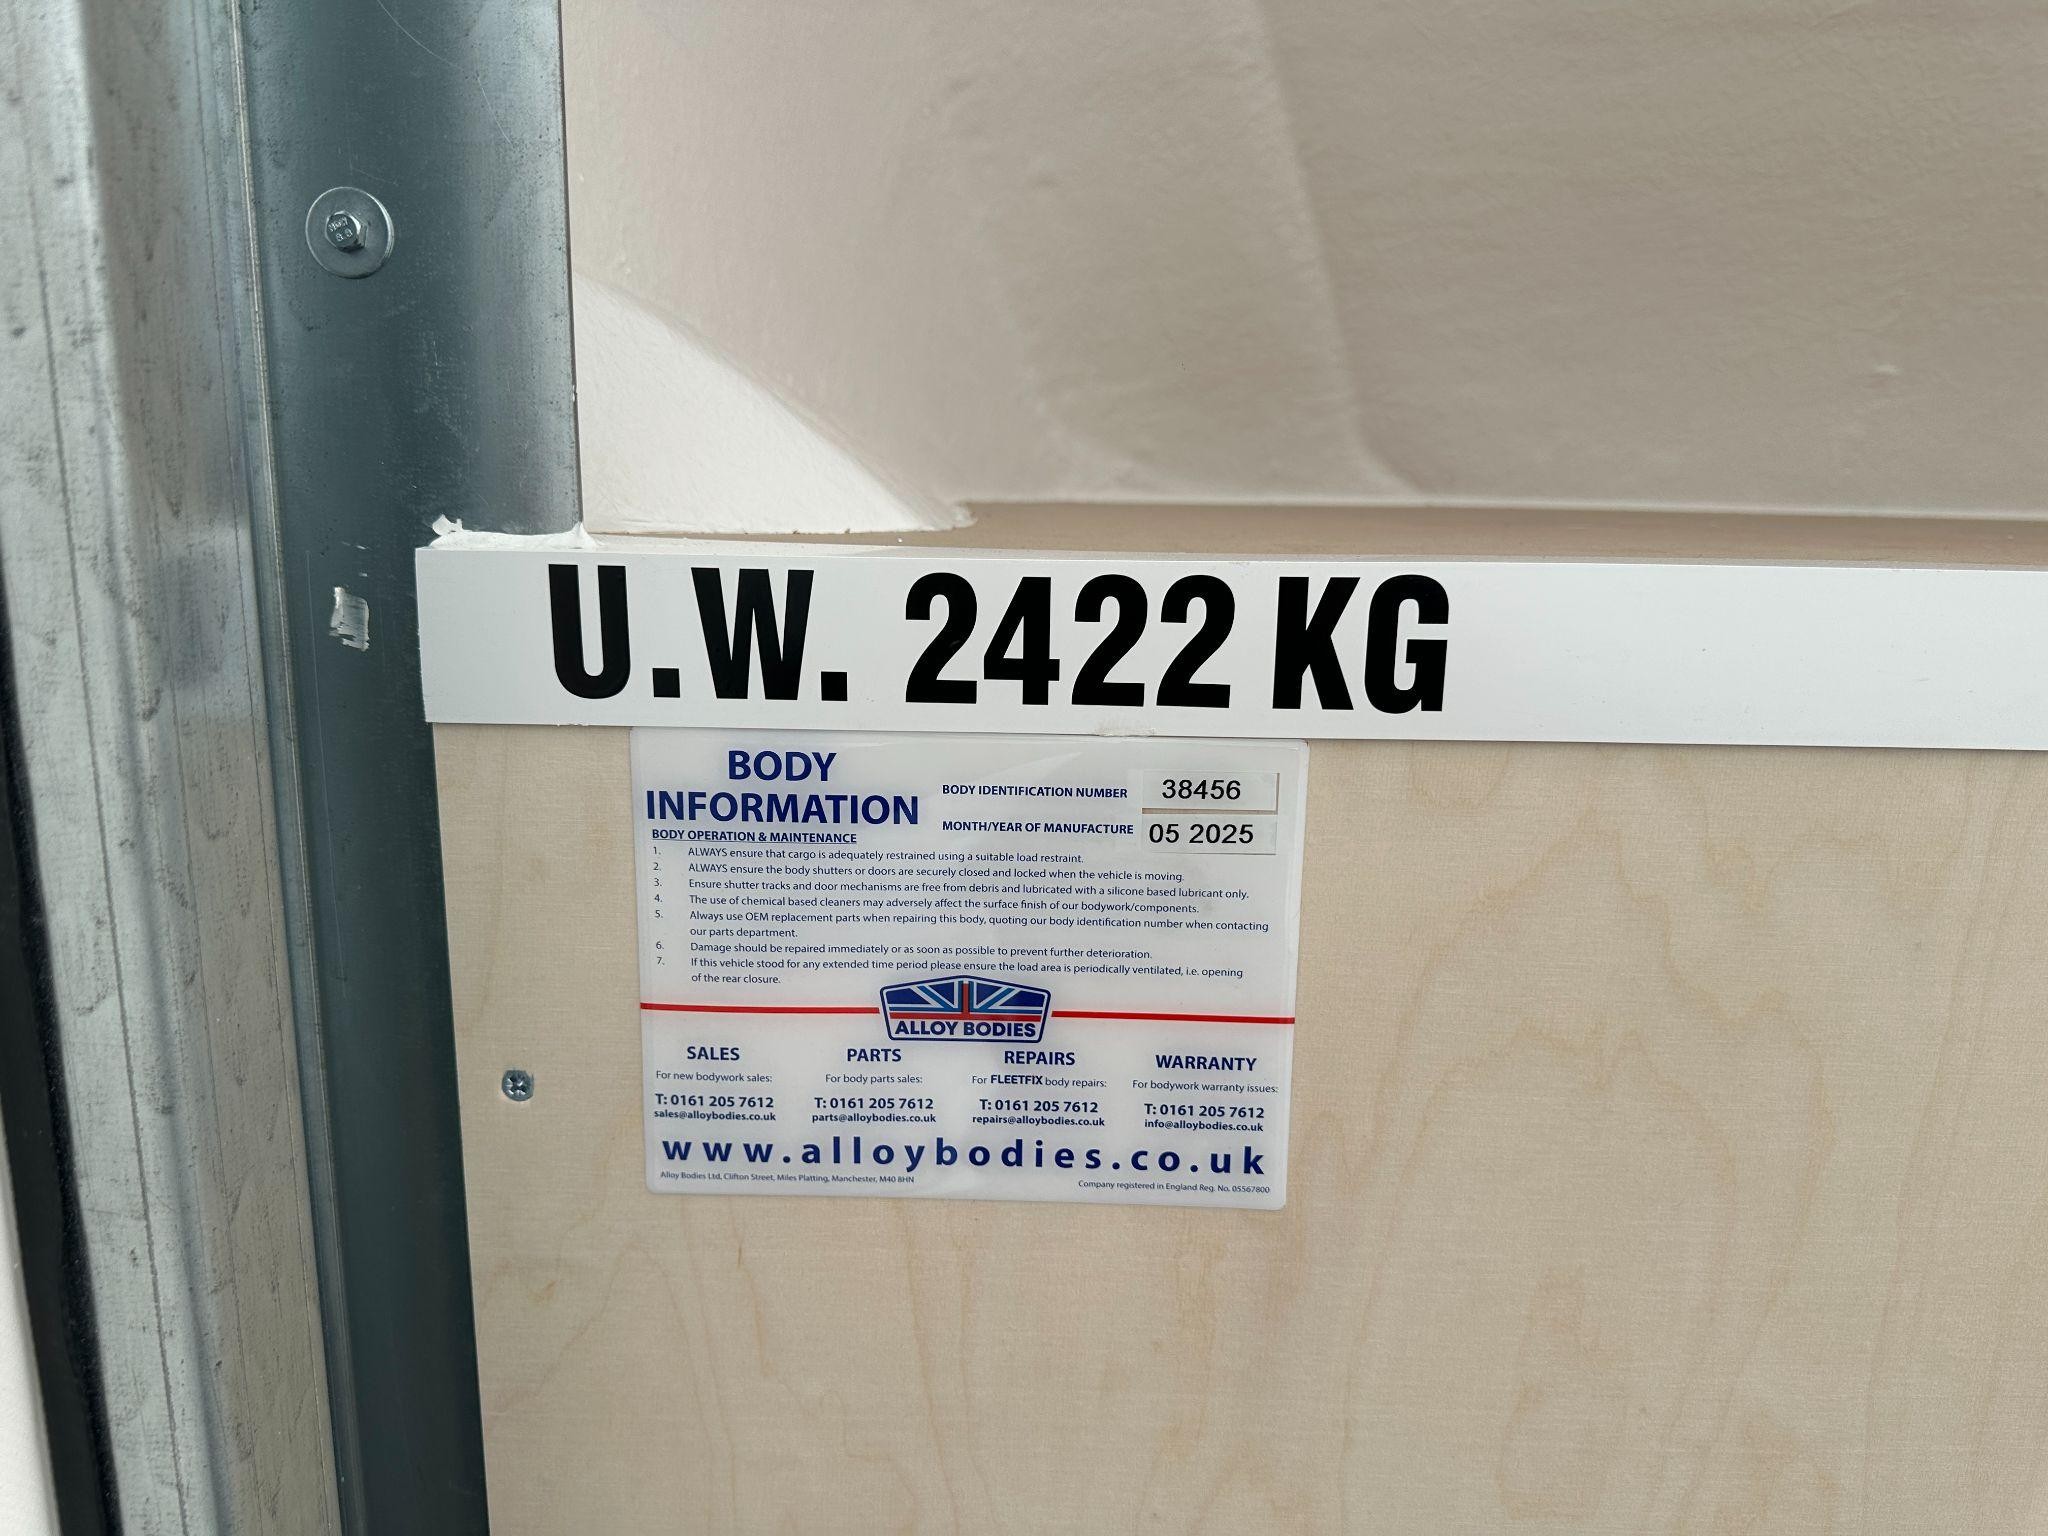 U.W. 2422 KG
BODY
INFORMATION
BODY IDENTIFICATION NUMBER 38456
MONTH/YEAR OF MANUFACTURE 05 2025
BODY OPERATION & MAINTENANCE
1. ALWAYS ensure that cargo is adequately restrained using a suitable load restraint.
2. ALWAYS ensure the body shutters or doors are securely closed and locked when the vehicle is moving.
3. Ensure shutter tracks and door mechanisms are free from debris and lubricated with a silicone based lubricant only.
4. The use of chemical based cleaners may adversely affect the surface finish of our bodywork/components.
5. Always use OEM replacement parts when repairing this body, quoting our body identification number when contacting
our parts department.
6. Damage should be repaired immediately or as soon as possible to prevent further deterioration.
7. If this vehicle stood for any extended time period please ensure the load area is periodically ventilated, i.e. opening
of the rear closure.
ALLOY BODIES
SALES
For new bodywork sales:
T: 0161 205 7612
sales@alloybodies.co.uk
PARTS
For body parts sales:
T: 0161 205 7612
parts@alloybodies.co.uk
REPAIRS
For FLEETFIX body repairs:
T: 0161 205 7612
repairs@alloybodies.co.uk
WARRANTY
For bodywork warranty issues:
T: 0161 205 7612
info@alloybodies.co.uk
www.alloybodies.co.uk
Alloy Bodies Ltd, Clifton Street, Miles Platting, Manchester, M40 8HN
Company registered in England Reg. No. 05567800